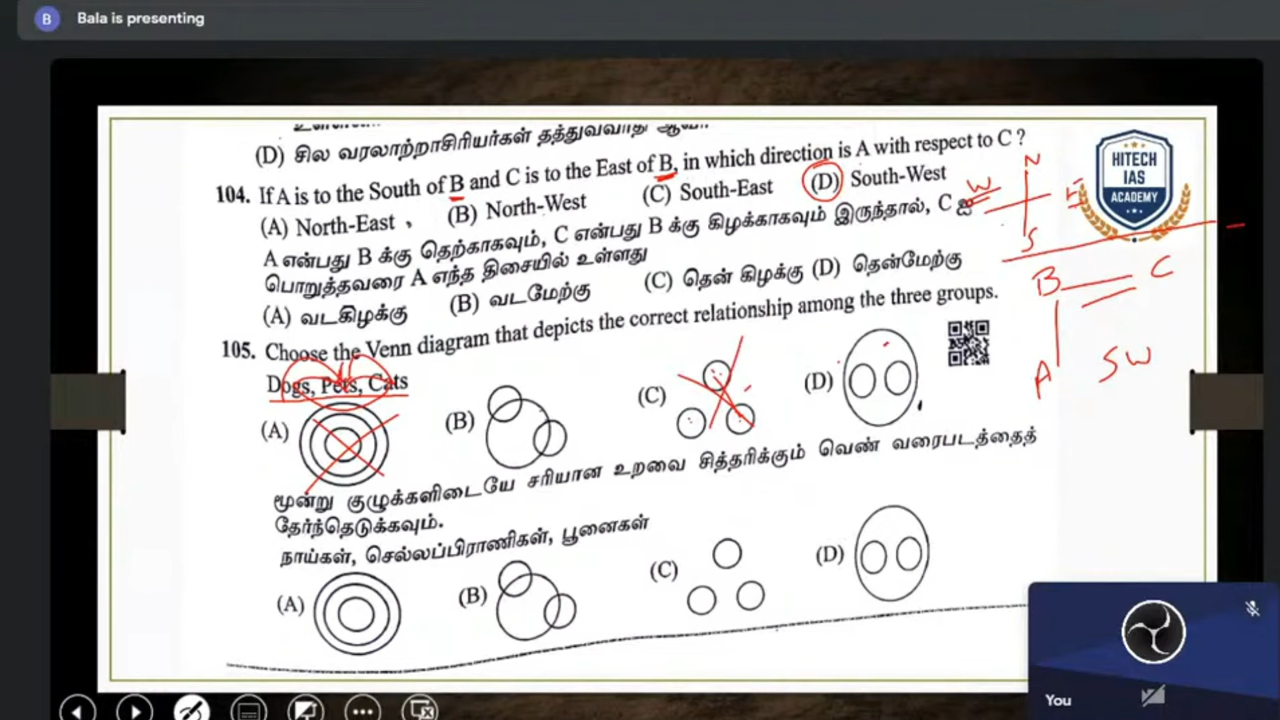 B Bala is presenting
(D) சில வரலாற்றாசிரியர்கள் தத்துவவாதி ஆவர்
104. If A is to the South of B and C is to the East of B, in which direction is A with respect to C ?
(A) North-East (B) North-West (C) South-East (D) South-West
A என்பது B க்கு தெற்காகவும், C என்பது B க்கு கிழக்காகவும் இருந்தால், C ஐ
பொறுத்தவரை A எந்த திசையில் உள்ளது
(A) வடகிழக்கு (B) வடமேற்கு (C) தென் கிழக்கு (D) தென்மேற்கு
105. Choose the Venn diagram that depicts the correct relationship among the three groups.
Dogs, Pets, Cats
(A) (B) (C) (D)
மூன்று குழுக்களிடையே சரியான உறவை சித்தரிக்கும் வெண் வரைபடத்தைத்
தேர்ந்தெடுக்கவும்.
நாய்கள், செல்லப்பிராணிகள், பூனைகள்
(A) (B) (C) (D)
HITECH
IAS
ACADEMY
N
W E
S
B C
A SW
You